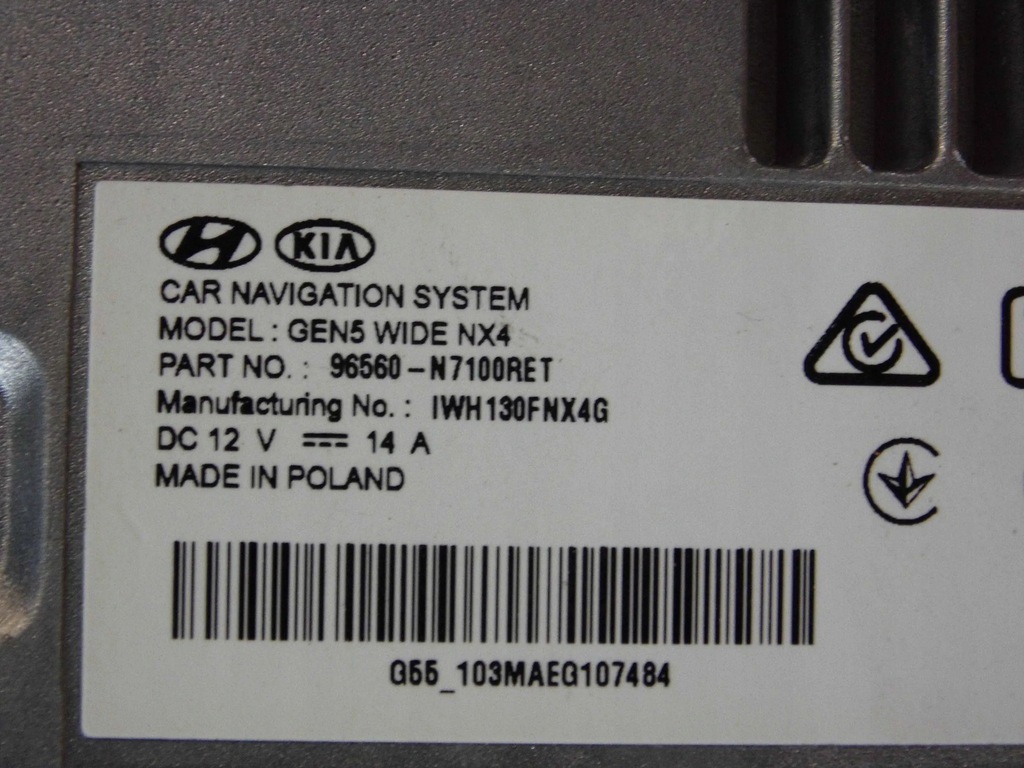 KIA
CAR NAVIGATION SYSTEM
MODEL : GEN5 WIDE NX4
PART NO. : 96560-N7100RET
Manufacturing No. : IWH130FNX4G
DC 12 V ⎓ 14 A
MADE IN POLAND
G55_103MAEG107484